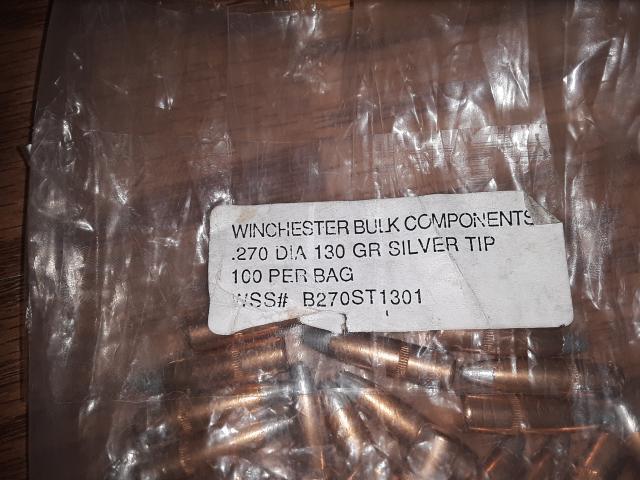 WINCHESTER BULK COMPONENTS
.270 DIA 130 GR SILVER TIP
100 PER BAG
WSS# B270ST1301